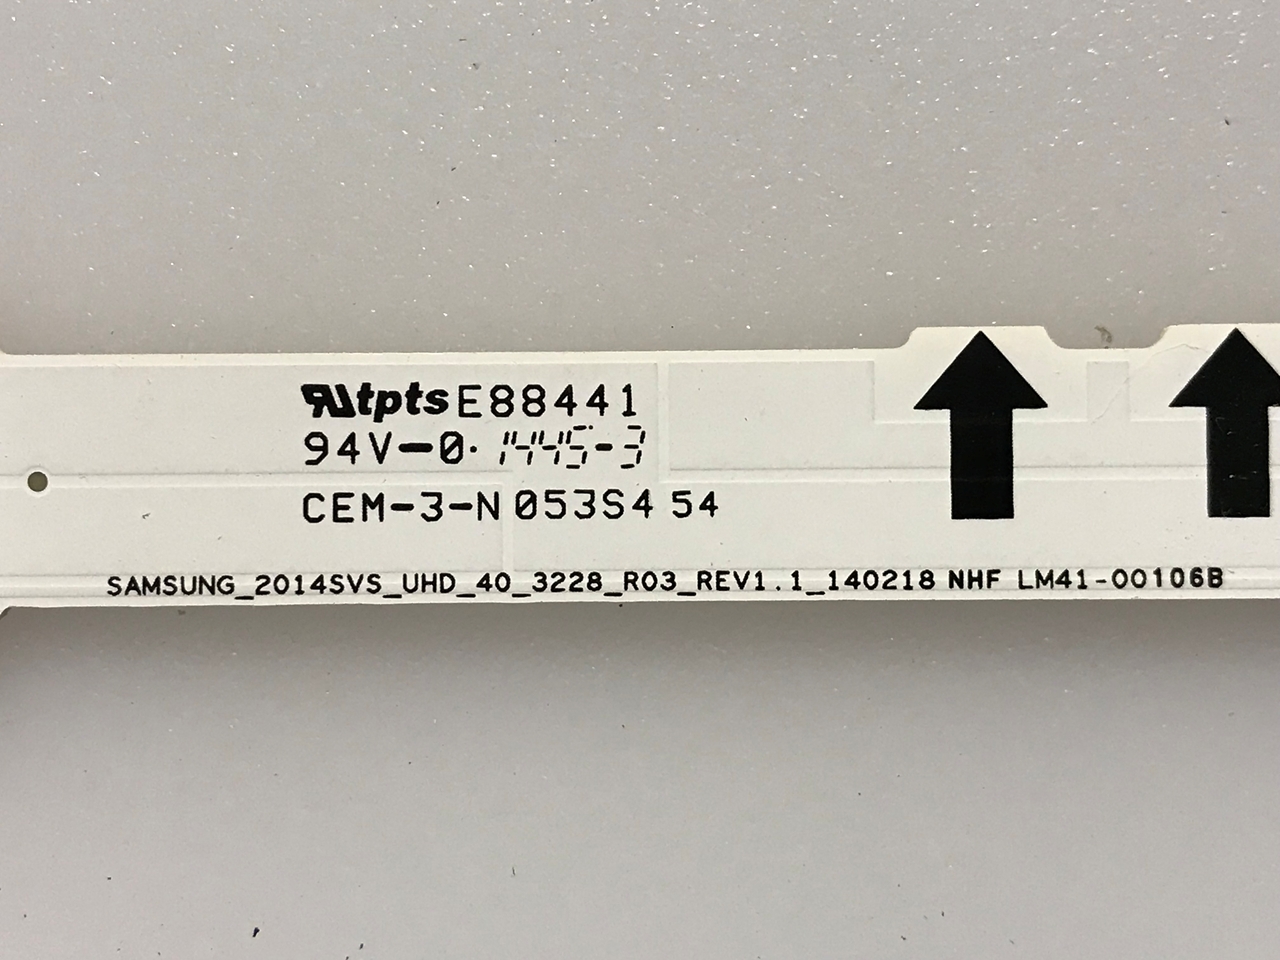 tpts E88441
94V-0· 1445-3
CEM-3-N 053S4 54
SAMSUNG_2014SVS_UHD_40_3228_R03_REV1.1_140218 NHF LM41-00106B